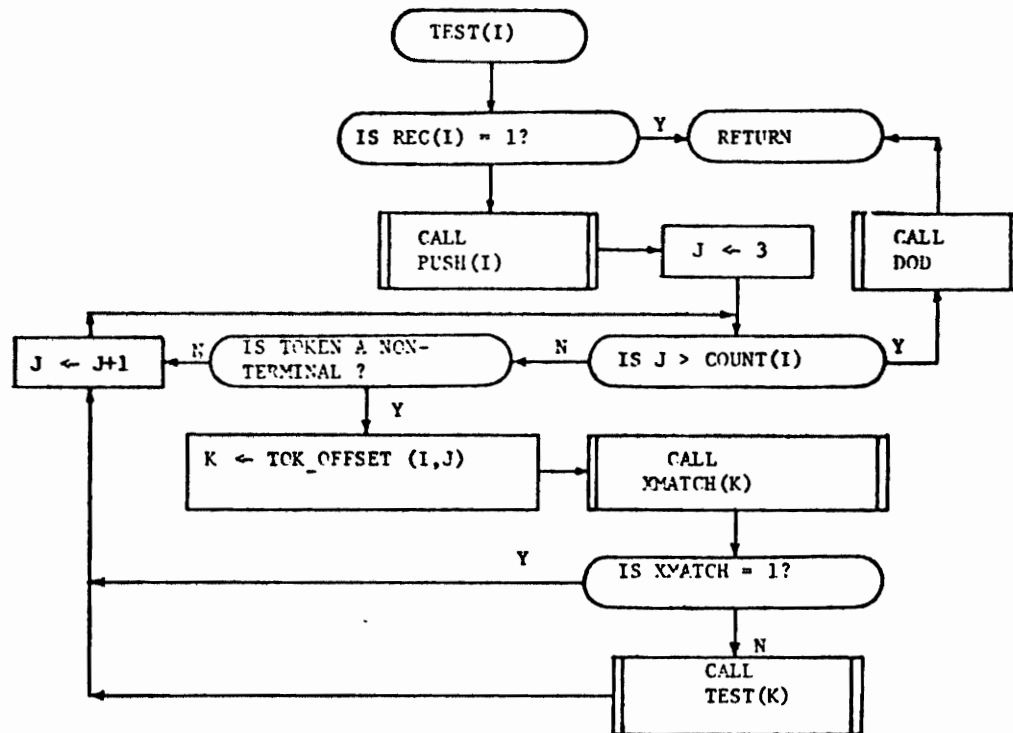 TEST(I)
IS REC(I) = 1?
Y
RETURN
CALL
PUSH(I)
J ← 3
CALL
DOD
J ← J+1
N
IS TOKEN A NON-
TERMINAL ?
N
IS J > COUNT(I)
Y
Y
K ← TOK_OFFSET (I,J)
CALL
XMATCH(K)
Y
IS XMATCH = 1?
N
CALL
TEST(K)